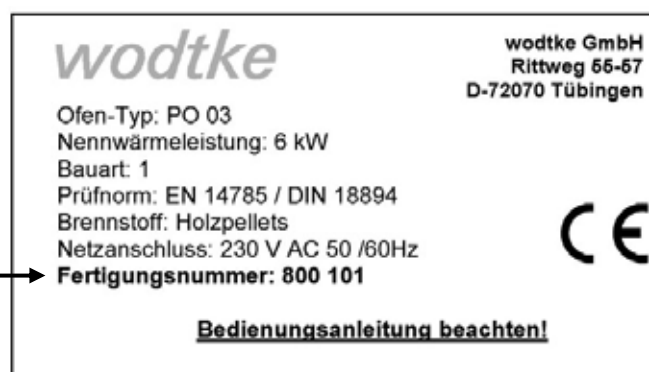 wodtke
wodtke GmbH
Rittweg 55-57
D-72070 Tübingen
Ofen-Typ: PO 03
Nennwärmeleistung: 6 kW
Bauart: 1
Prüfnorm: EN 14785 / DIN 18894
Brennstoff: Holzpellets
Netzanschluss: 230 V AC 50 /60Hz
Fertigungsnummer: 800 101
CE
Bedienungsanleitung beachten!